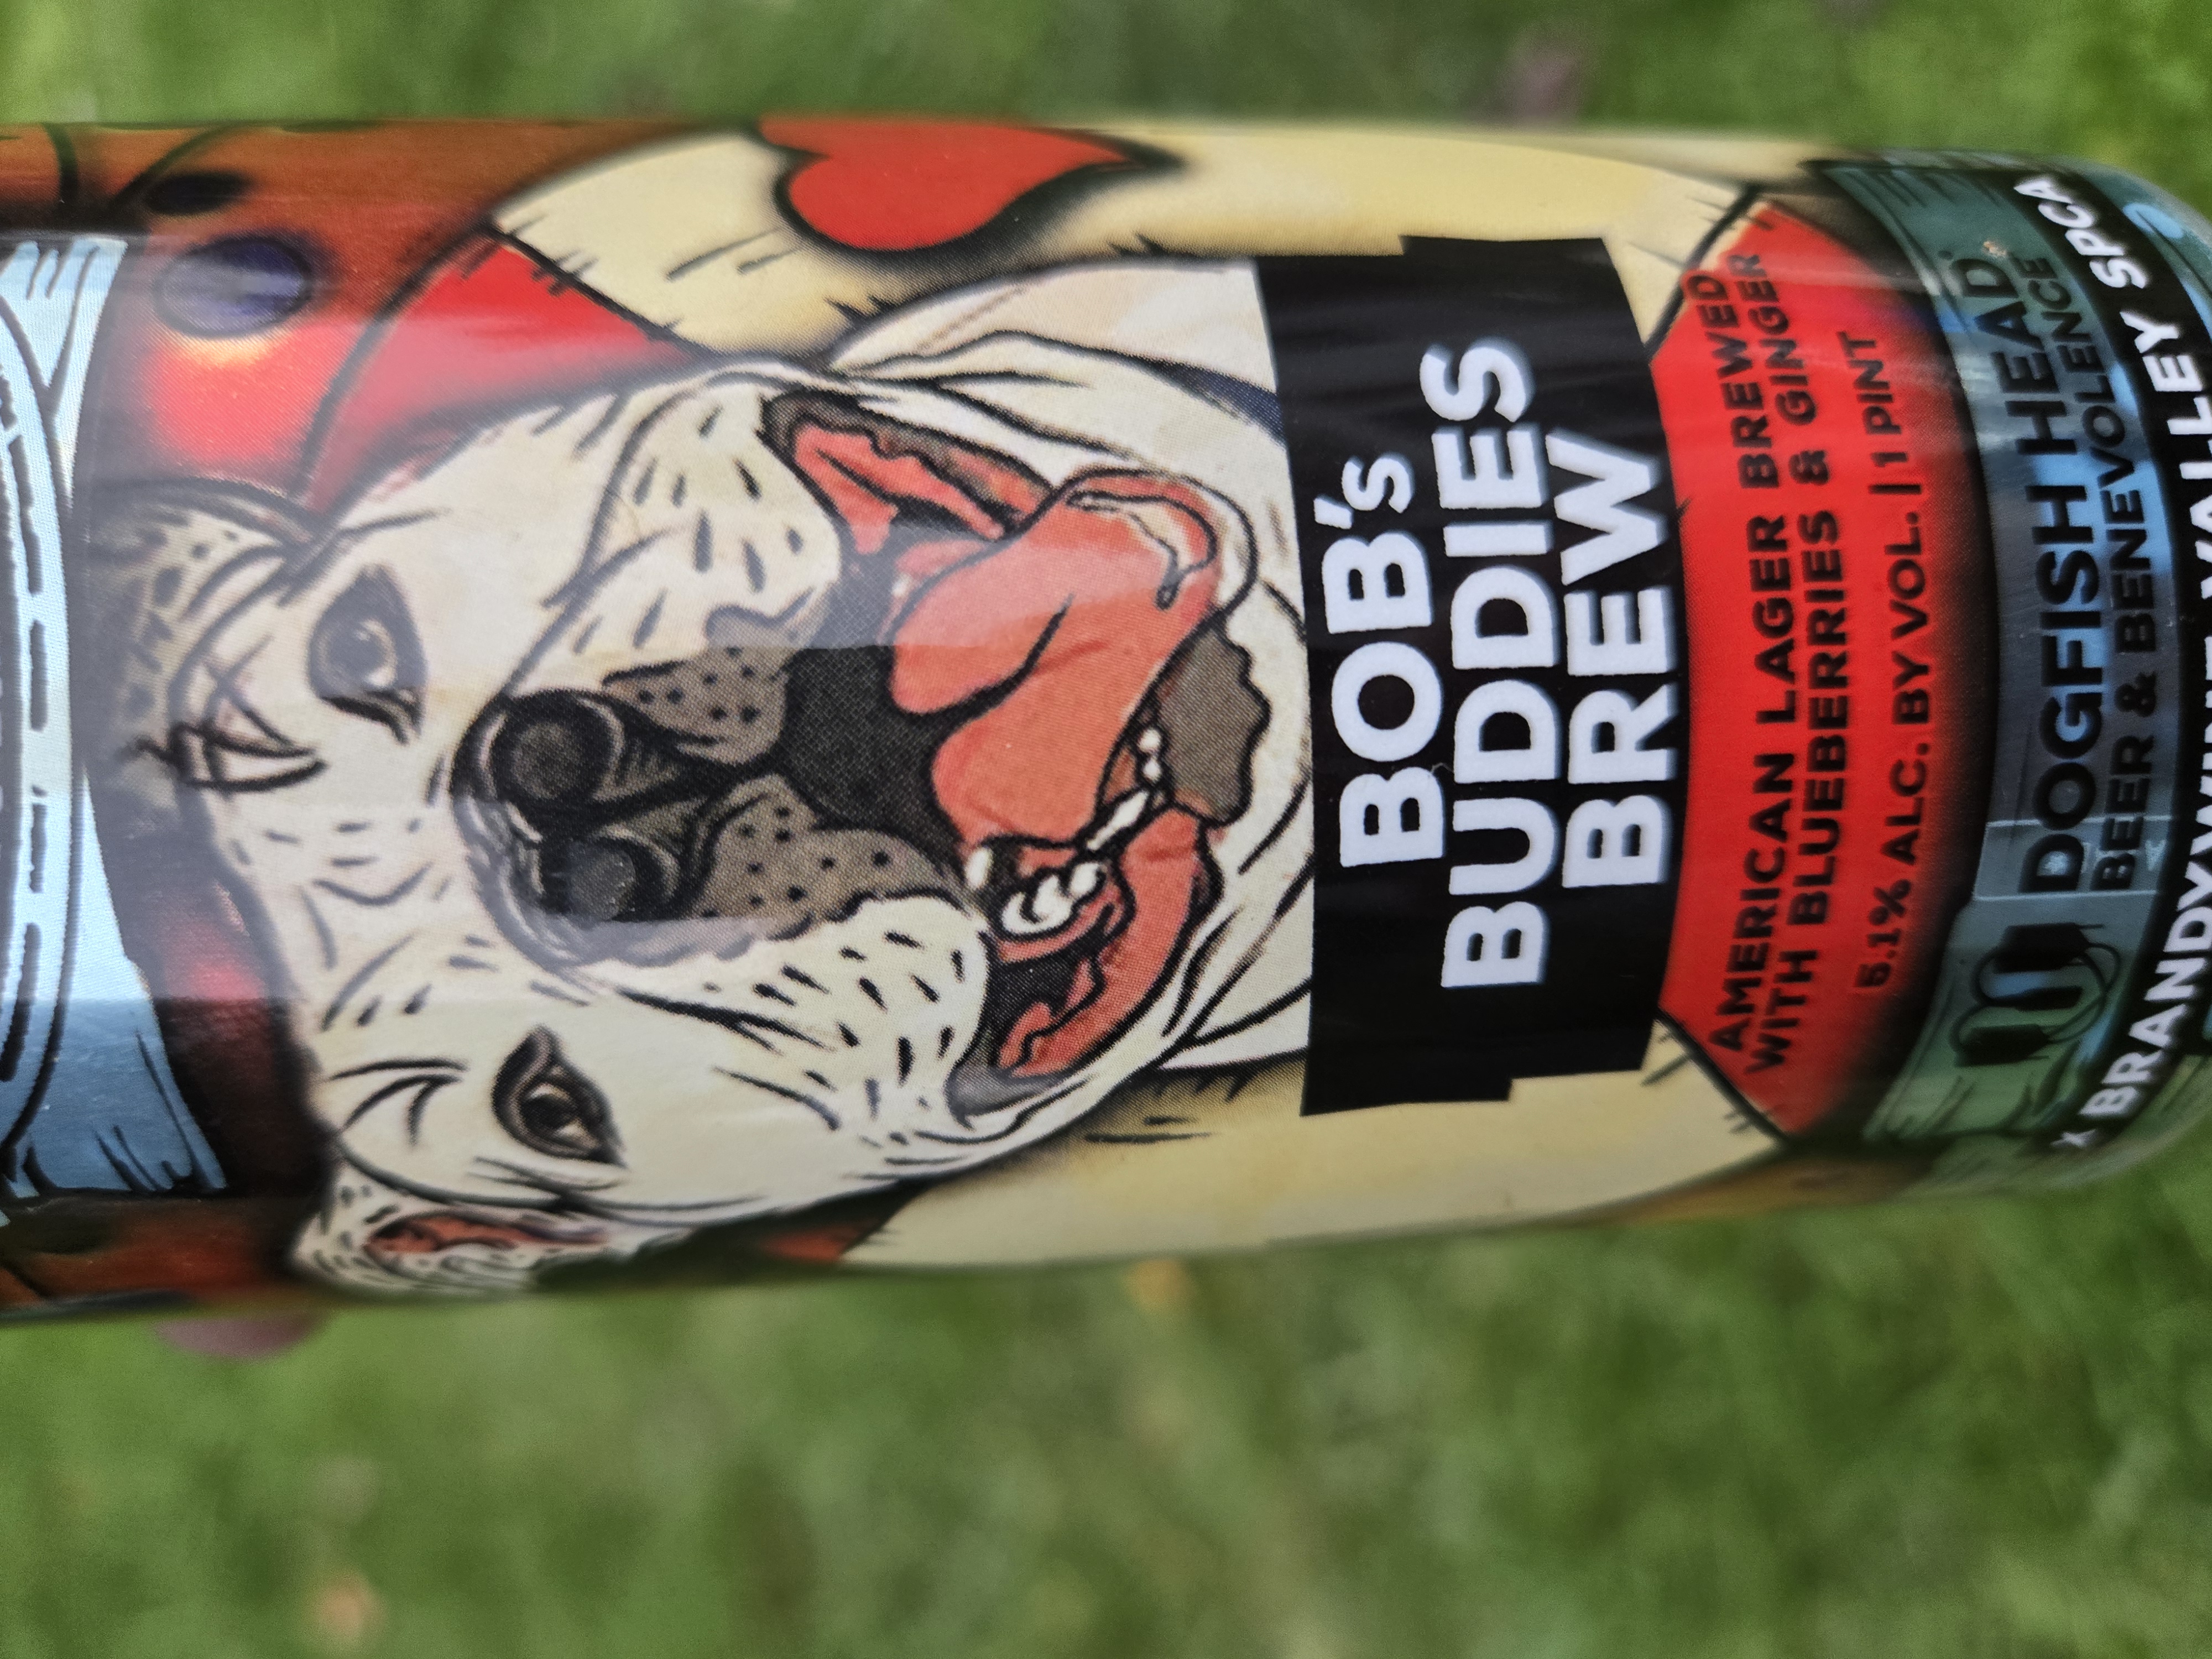 BOB's
BUDDIES
BREW
AMERICAN LAGER BREWED
WITH BLUEBERRIES & GINGER
5.1% ALC. BY VOL. | 1 PINT
DOGFISH HEAD
BEER & BENEVOLENCE
x BRANDYWINE VALLEY SPCA